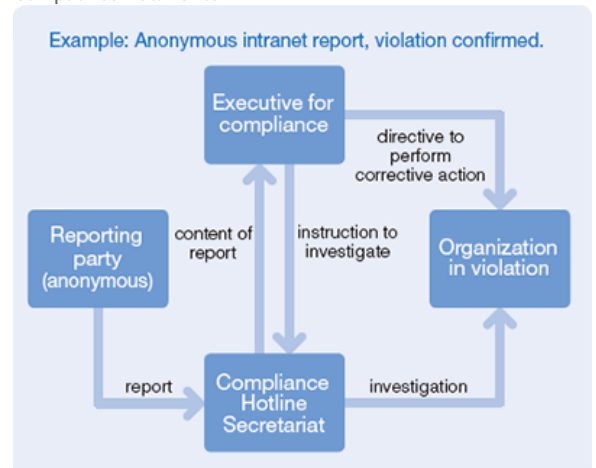 Example: Anonymous intranet report, violation confirmed.
Executive for
compliance
directive to
perform
corrective action
Reporting
party
(anonymous)
content of
report
instruction to
investigate
Organization
in violation
report
Compliance
Hotline
Secretariat
investigation